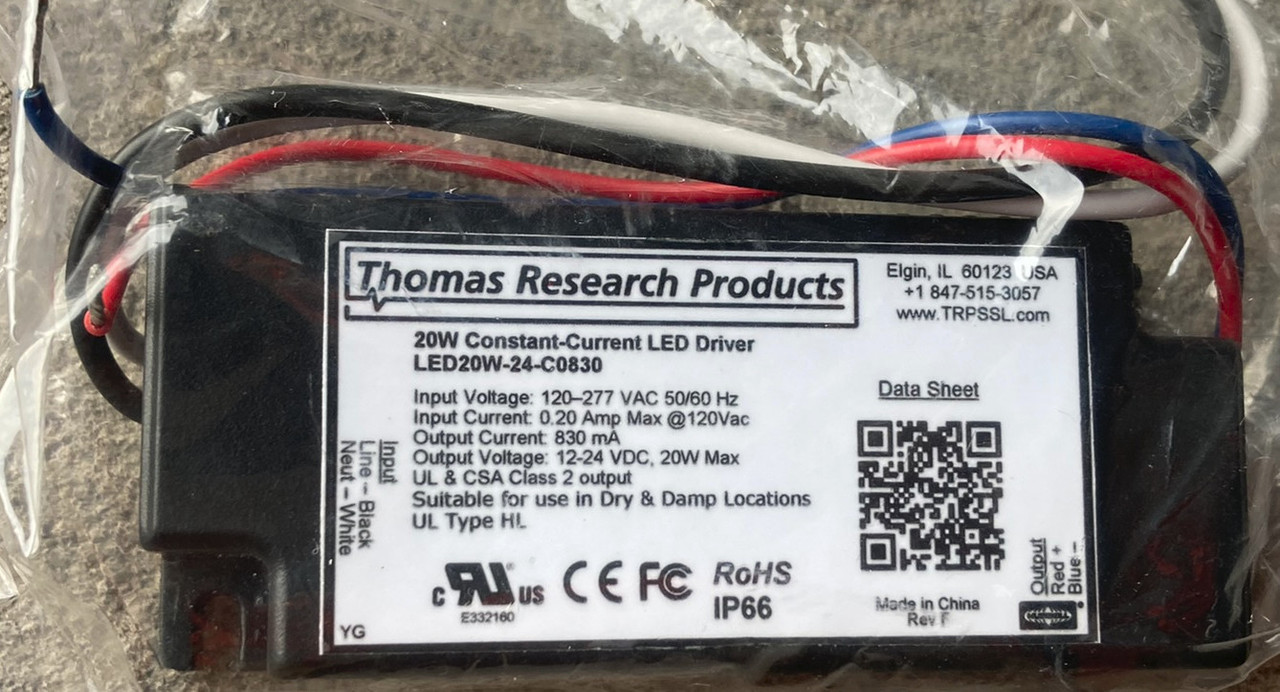 Thomas Research Products
Elgin, IL 60123 USA
+1 847-515-3057
www.TRPSSL.com
20W Constant-Current LED Driver
LED20W-24-C0830
Input Voltage: 120–277 VAC 50/60 Hz
Input Current: 0.20 Amp Max @120Vac
Output Current: 830 mA
Output Voltage: 12-24 VDC, 20W Max
UL & CSA Class 2 output
Suitable for use in Dry & Damp Locations
UL Type HL
Data Sheet
Input
Line – Black
Neut – White
Output
Red +
Blue –
c RU US
E332160
CE FC
RoHS
IP66
Made in China
Rev F
YG